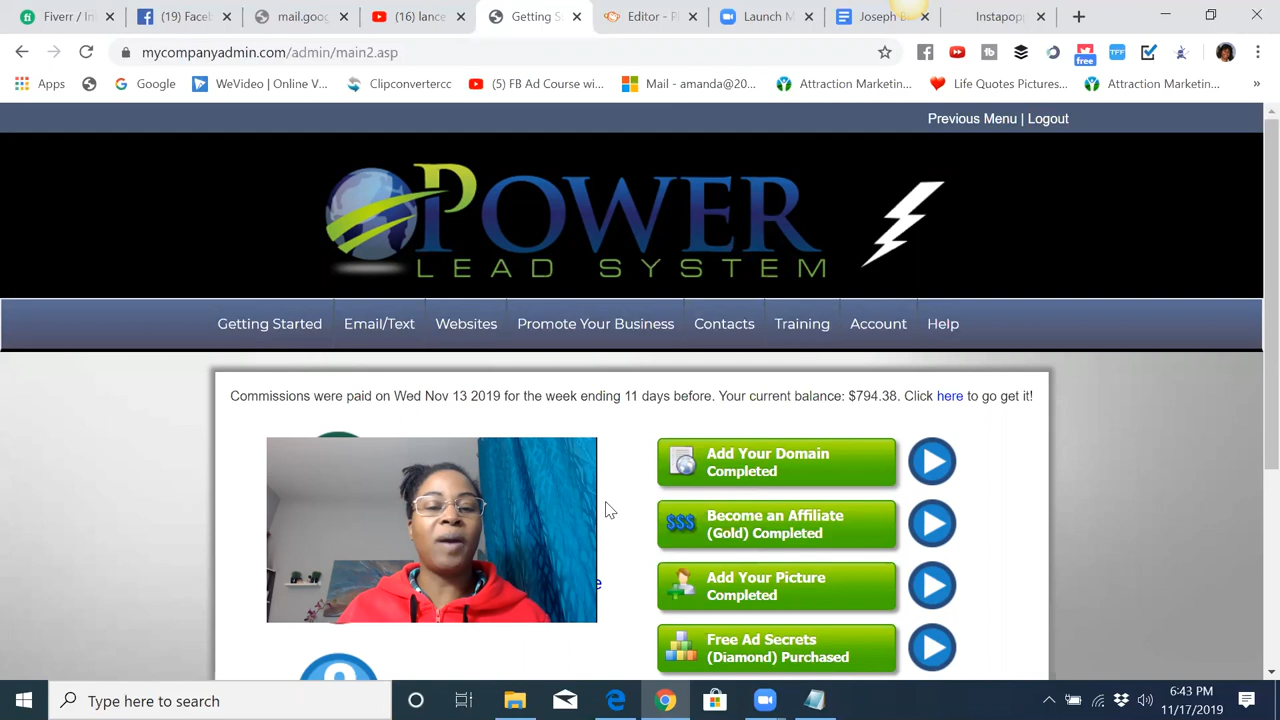 Fiverr / In
(19) Face
mail.goog
(16) lance
Getting S
Editor - P
Launch M
Joseph Ba
Instapop
mycompanyadmin.com/admin/main2.asp
free
TFF
Apps
Google
WeVideo | Online V...
Clipconvertercc
(5) FB Ad Course wi...
Mail - amanda@20...
Attraction Marketin...
Life Quotes Pictures...
Attraction Marketin...
Previous Menu | Logout
POWER
LEAD SYSTEM
Getting Started
Email/Text
Websites
Promote Your Business
Contacts
Training
Account
Help
Commissions were paid on Wed Nov 13 2019 for the week ending 11 days before. Your current balance: $794.38. Click here to go get it!
Add Your Domain
Completed
$$$
Become an Affiliate
(Gold) Completed
Add Your Picture
Completed
Free Ad Secrets
(Diamond) Purchased
Type here to search
6:43 PM
11/17/2019